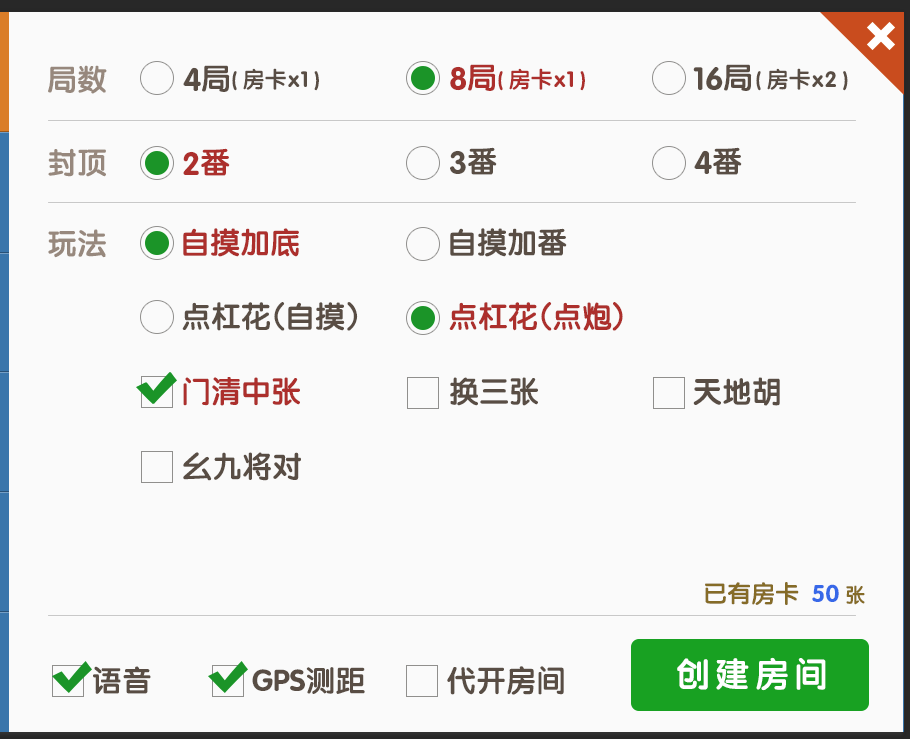 局数 4局(房卡x1) 8局(房卡x1) 16局(房卡x2)
封顶 2番 3番 4番
玩法 自摸加底 自摸加番
点杠花(自摸) 点杠花(点炮)
门清中张 换三张 天地胡
幺九将对
已有房卡 50 张
语音 GPS测距 代开房间 创建房间